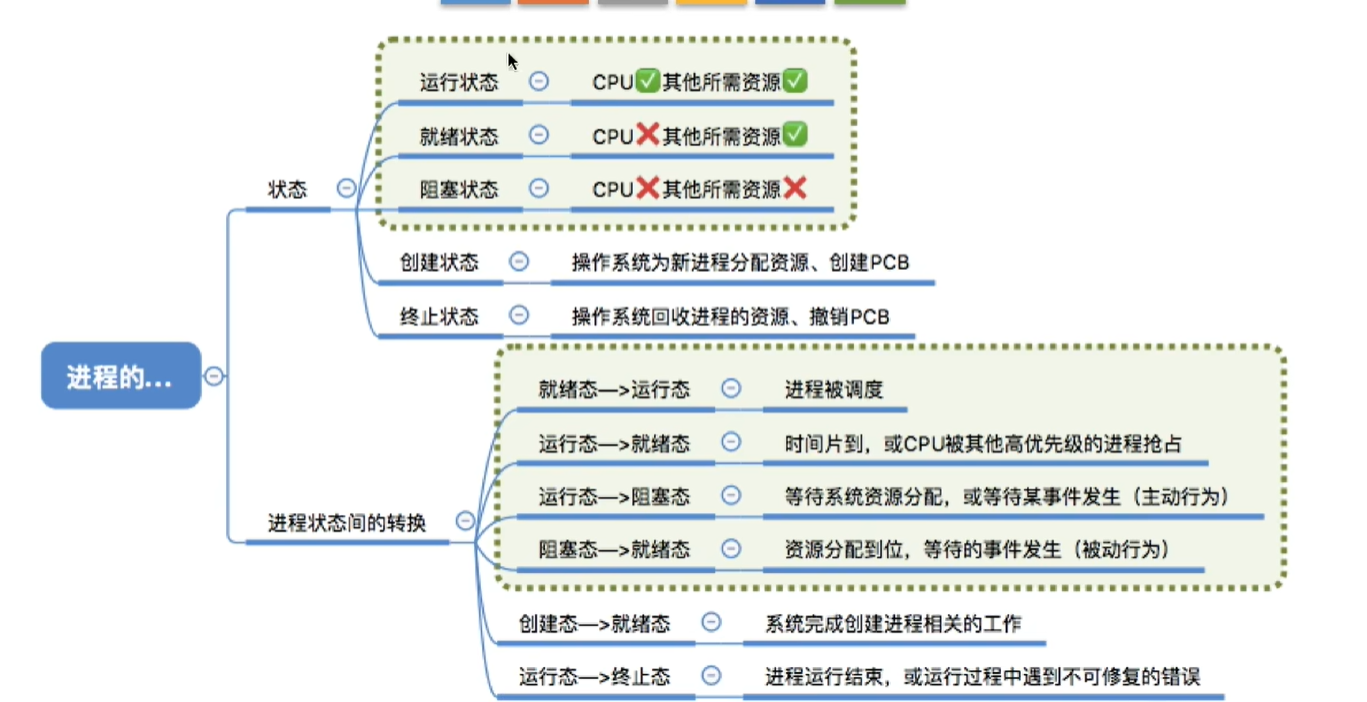 运行状态 CPU✅其他所需资源✅
就绪状态 CPU❌其他所需资源✅
状态
阻塞状态 CPU❌其他所需资源❌
创建状态 操作系统为新进程分配资源、创建PCB
终止状态 操作系统回收进程的资源、撤销PCB
进程的...
就绪态—>运行态 进程被调度
运行态—>就绪态 时间片到，或CPU被其他高优先级的进程抢占
运行态—>阻塞态 等待系统资源分配，或等待某事件发生（主动行为）
进程状态间的转换
阻塞态—>就绪态 资源分配到位，等待的事件发生（被动行为）
创建态—>就绪态 系统完成创建进程相关的工作
运行态—>终止态 进程运行结束，或运行过程中遇到不可修复的错误